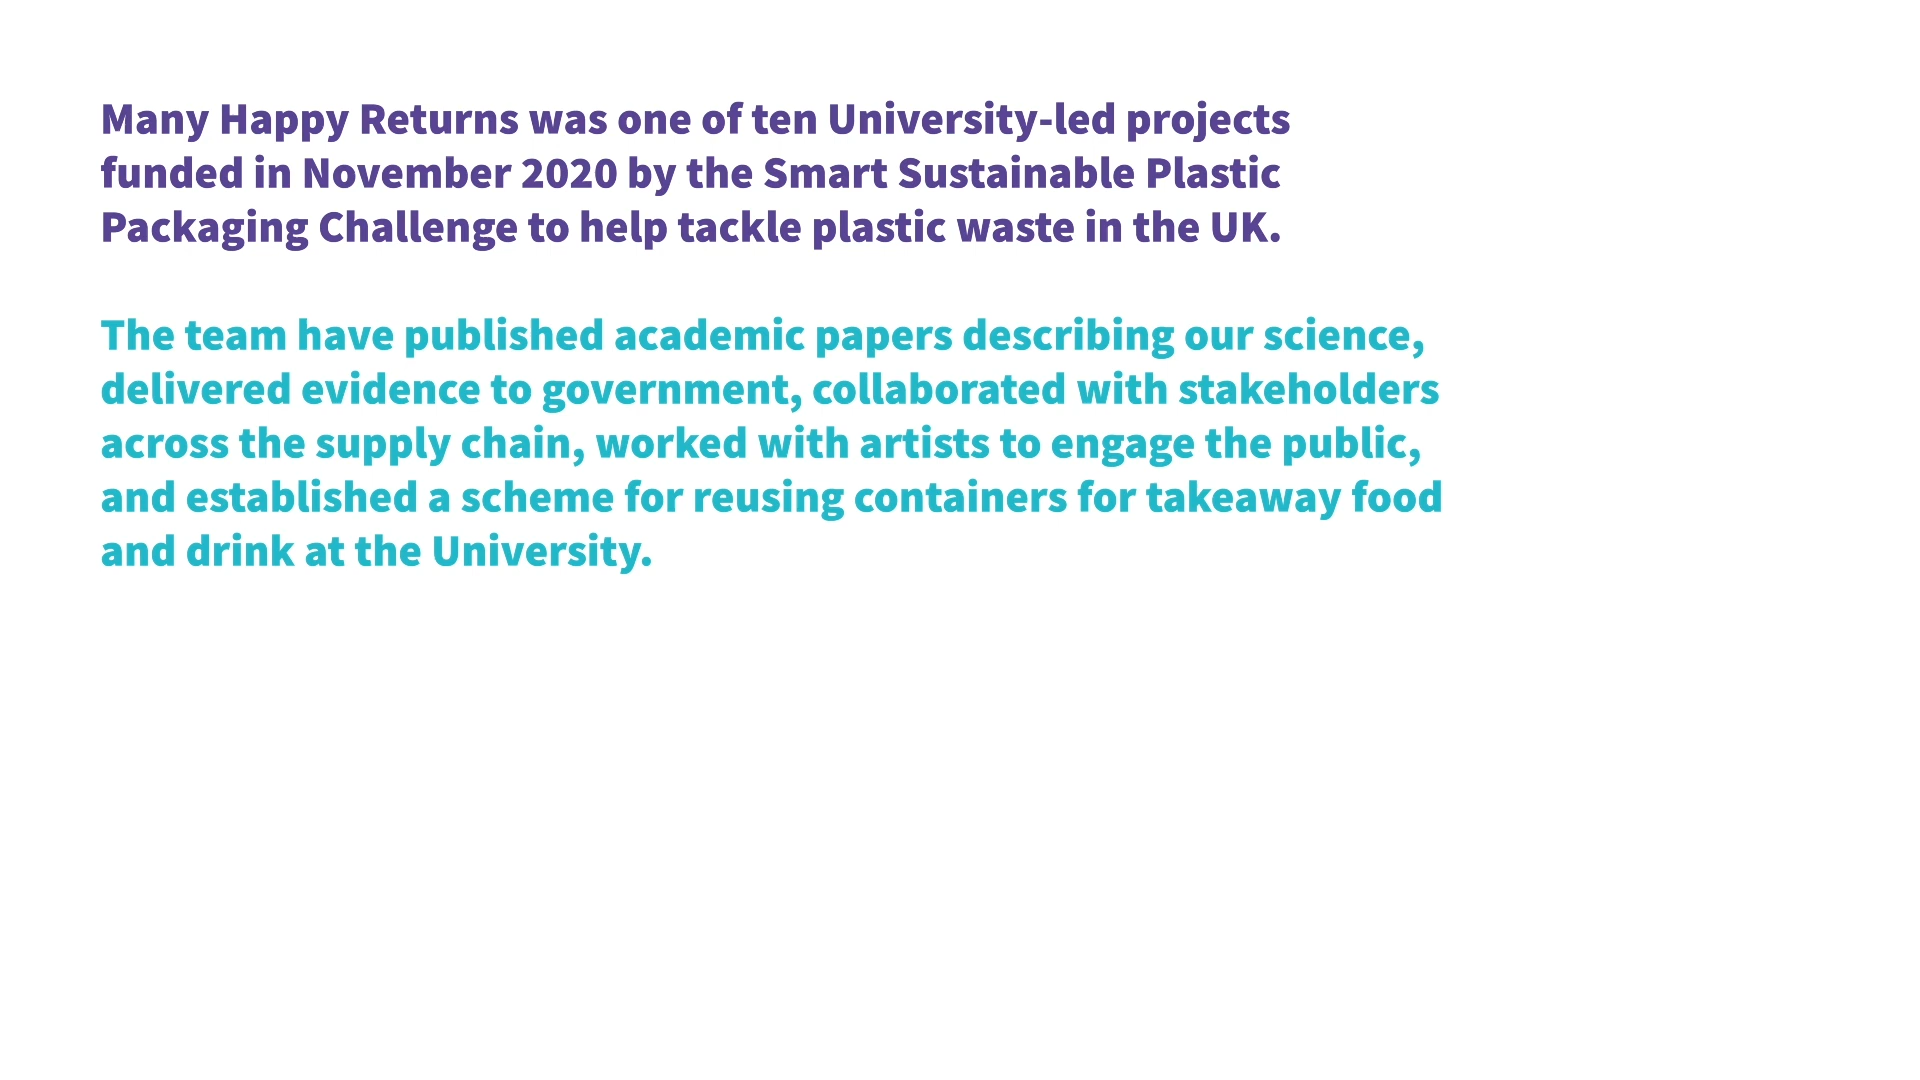 Many Happy Returns was one of ten University-led projects
funded in November 2020 by the Smart Sustainable Plastic
Packaging Challenge to help tackle plastic waste in the UK.
The team have published academic papers describing our science,
delivered evidence to government, collaborated with stakeholders
across the supply chain, worked with artists to engage the public,
and established a scheme for reusing containers for takeaway food
and drink at the University.